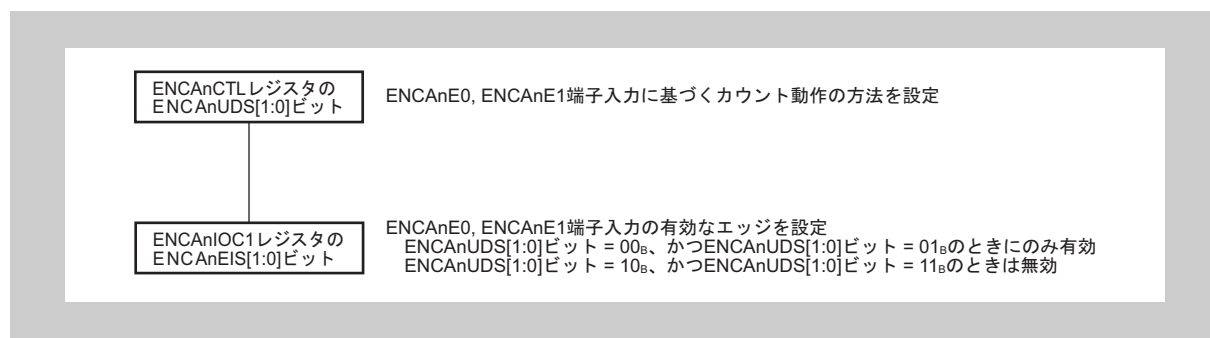 ENCAnCTLレジスタの
ENCAnUDS[1:0]ビット
ENCAnE0, ENCAnE1端子入力に基づくカウント動作の方法を設定
ENCAnIOC1レジスタの
ENCAnEIS[1:0]ビット
ENCAnE0, ENCAnE1端子入力の有効なエッジを設定
ENCAnUDS[1:0]ビット = 00B、かつENCAnUDS[1:0]ビット = 01Bのときにのみ有効
ENCAnUDS[1:0]ビット = 10B、かつENCAnUDS[1:0]ビット = 11Bのときは無効